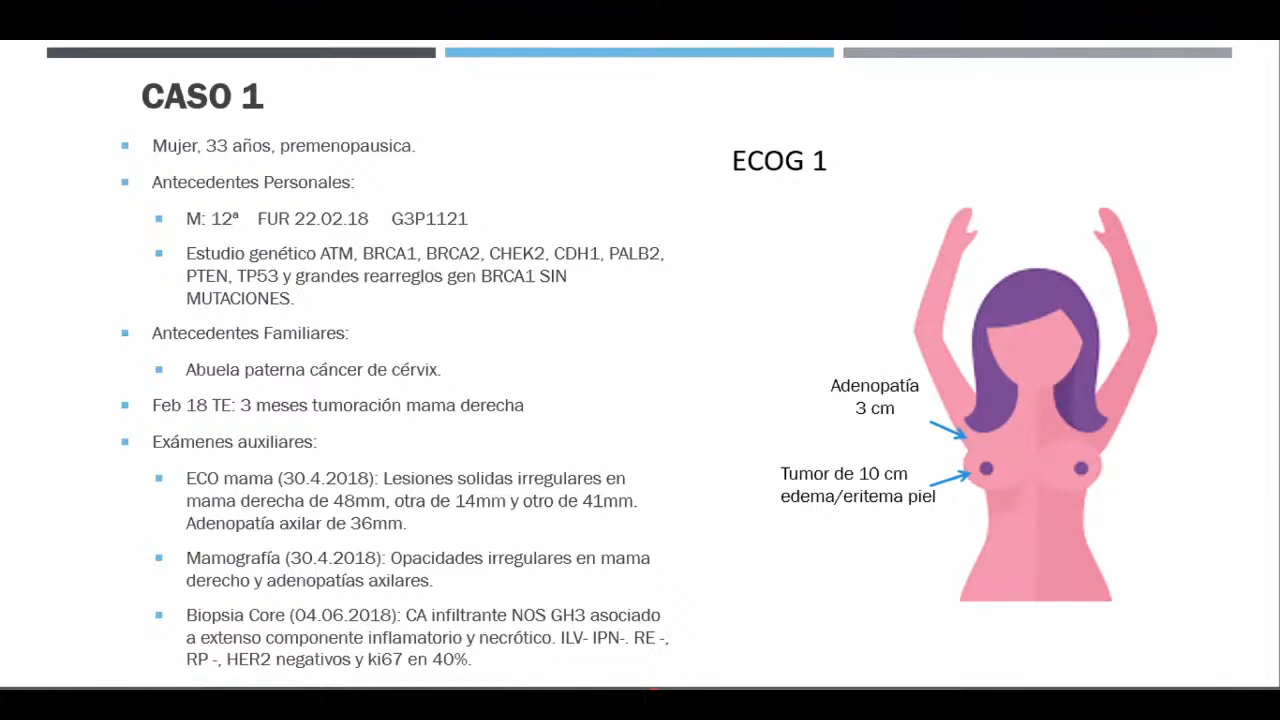 CASO 1
Mujer, 33 años, premenopausica.
Antecedentes Personales:
M: 12ª FUR 22.02.18 G3P1121
Estudio genético ATM, BRCA1, BRCA2, CHEK2, CDH1, PALB2,
PTEN, TP53 y grandes rearreglos gen BRCA1 SIN
MUTACIONES.
Antecedentes Familiares:
Abuela paterna cáncer de cérvix.
Feb 18 TE: 3 meses tumoración mama derecha
Exámenes auxiliares:
ECO mama (30.4.2018): Lesiones solidas irregulares en
mama derecha de 48mm, otra de 14mm y otro de 41mm.
Adenopatía axilar de 36mm.
Mamografía (30.4.2018): Opacidades irregulares en mama
derecho y adenopatías axilares.
Biopsia Core (04.06.2018): CA infiltrante NOS GH3 asociado
a extenso componente inflamatorio y necrótico. ILV- IPN-. RE -,
RP -, HER2 negativos y ki67 en 40%.
ECOG 1
Adenopatía
3 cm
Tumor de 10 cm
edema/eritema piel